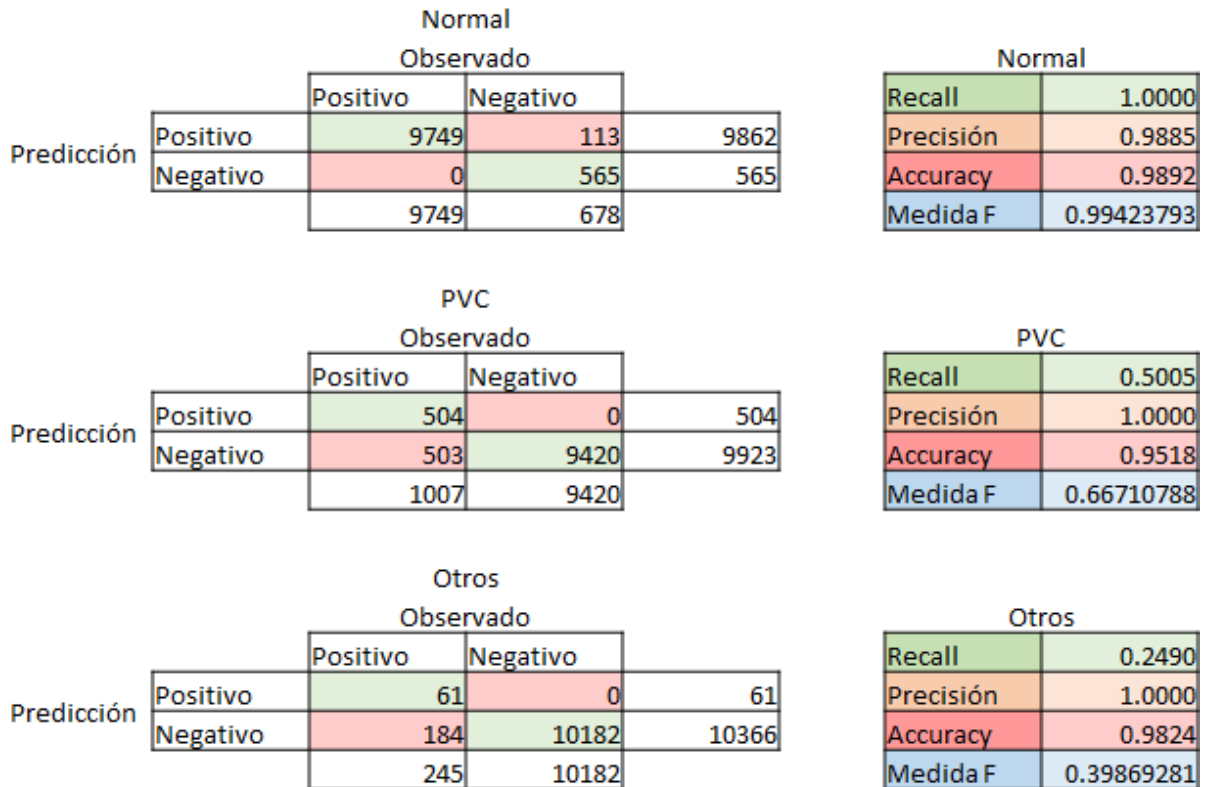 Normal
Observado Normal
Positivo Negativo Recall 1.0000
Predicción Positivo 9749 113 9862 Precisión 0.9885
Negativo 0 565 565 Accuracy 0.9892
9749 678 Medida F 0.99423793
PVC
Observado PVC
Positivo Negativo Recall 0.5005
Predicción Positivo 504 0 504 Precisión 1.0000
Negativo 503 9420 9923 Accuracy 0.9518
1007 9420 Medida F 0.66710788
Otros
Observado Otros
Positivo Negativo Recall 0.2490
Predicción Positivo 61 0 61 Precisión 1.0000
Negativo 184 10182 10366 Accuracy 0.9824
245 10182 Medida F 0.39869281